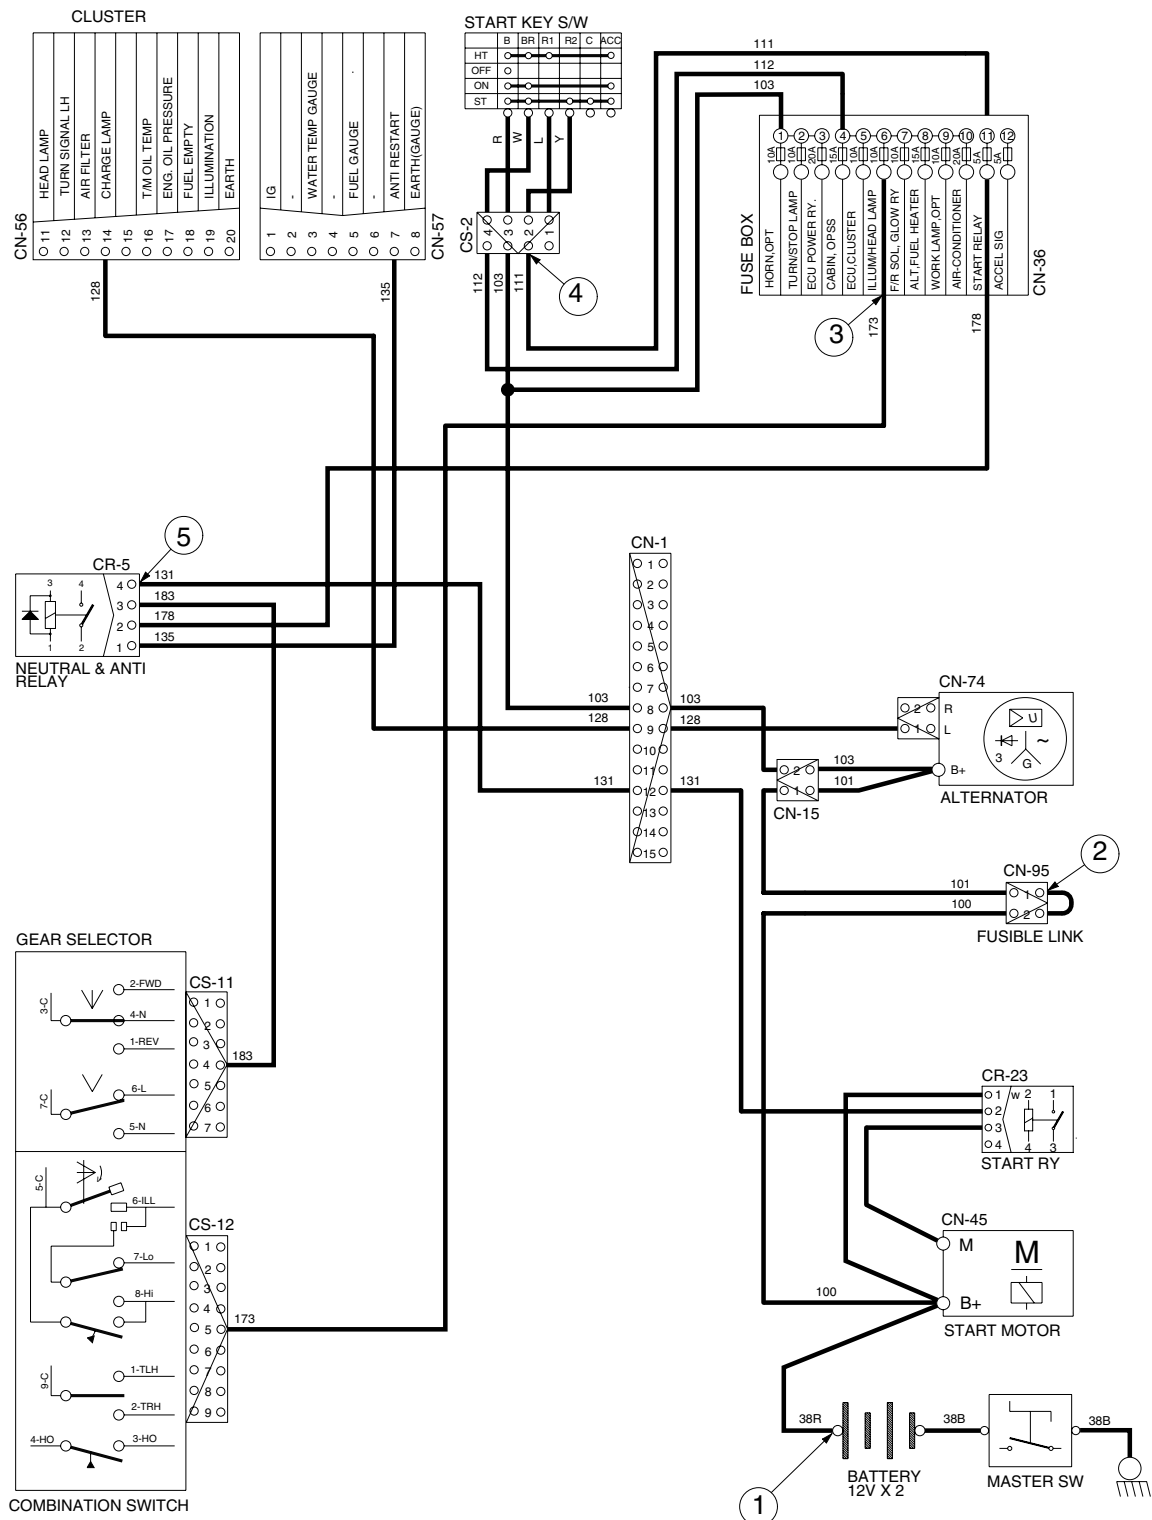 CLUSTER
CN-56
HEAD LAMP
TURN SIGNAL LH
AIR FILTER
CHARGE LAMP
T/M OIL TEMP
ENG. OIL PRESSURE
FUEL EMPTY
ILLUMINATION
EARTH
11 12 13 14 15 16 17 18 19 20
IG
-
WATER TEMP GAUGE
-
FUEL GAUGE
-
ANTI RESTART
EARTH(GAUGE)
1 2 3 4 5 6 7 8
CN-57
128
135
START KEY S/W
B BR R1 R2 C ACC
HT
OFF
ON
ST
R W L Y
CS-2
4 3 2 1
112 103 111
4
111
112
103
FUSE BOX
1 2 3 4 5 6 7 8 9 10 11 12
10A 10A 20A 15A 10A 10A 10A 15A 10A 20A 5A 5A
HORN,OPT
TURN/STOP LAMP
ECU POWER RY.
CABIN, OPSS
ECU,CLUSTER
ILLUM/HEAD LAMP
F/R SOL, GLOW RY
ALT,FUEL HEATER
WORK LAMP,OPT
AIR-CONDITIONER
START RELAY
ACCEL SIG
CN-36
3
173
178
5
CR-5
3 4
1 2
4 131
3 183
2 178
1 135
NEUTRAL & ANTI
RELAY
CN-1
1
2
3
4
5
6
7
103 8 103
128 9 128
10
11
131 12 131
13
14
15
CN-74
2 R
1 L
B+
U
3 G
~
ALTERNATOR
2 103
1 101
CN-15
2
CN-95
101 1
100 2
FUSIBLE LINK
GEAR SELECTOR
CS-11
3-C
2-FWD
4-N
1-REV
7-C
6-L
5-N
1
2
3
4 183
5
6
7
5-C
6-ILL
7-Lo
8-Hi
9-C
1-TLH
2-TRH
4-HO 3-HO
CS-12
1
2
3
4
5 173
6
7
8
9
COMBINATION SWITCH
CR-23
1 w 2 1
2
3
4 4 3
START RY
CN-45
M M
100 B+
START MOTOR
38R
1
BATTERY
12V X 2
38B
MASTER SW
38B